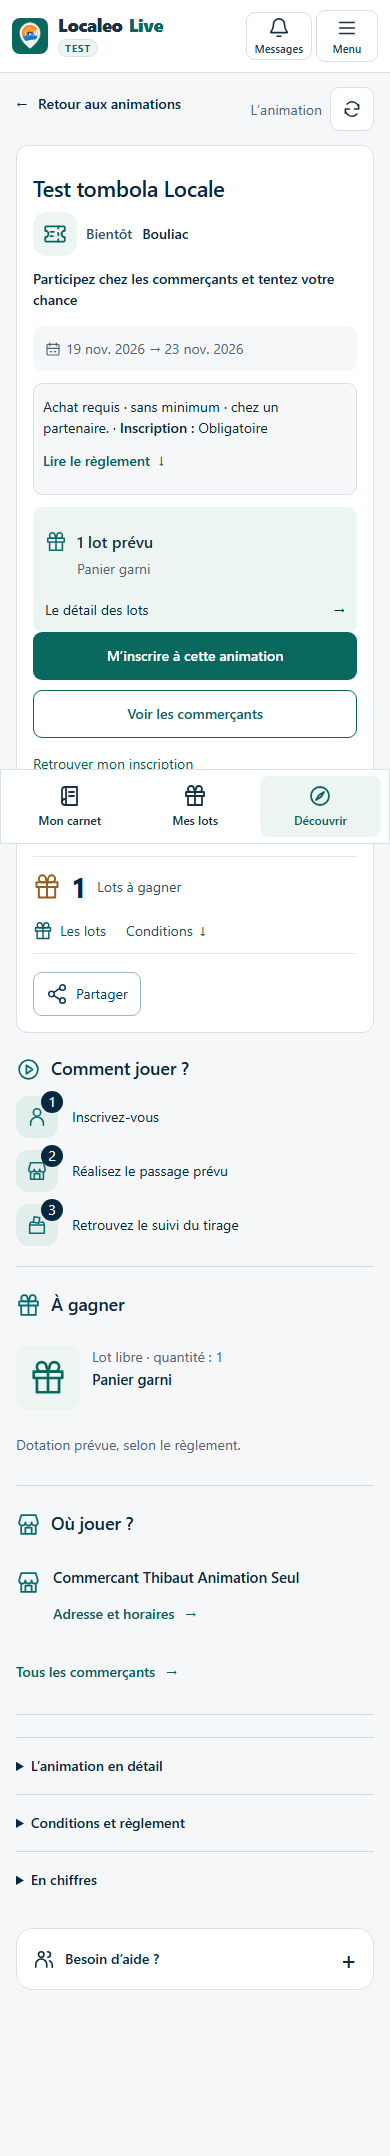 Localeo Live
TEST
Messages
Menu
← Retour aux animations
L’animation
Test tombola Locale
Bientôt Bouliac
Participez chez les commerçants et tentez votre
chance
19 nov. 2026 → 23 nov. 2026
Achat requis · sans minimum · chez un
partenaire. · Inscription : Obligatoire
Lire le règlement ↓
1 lot prévu
Panier garni
Le détail des lots →
M’inscrire à cette animation
Voir les commerçants
Retrouver mon inscription
Mon carnet
Mes lots
Découvrir
1 Lots à gagner
Les lots
Conditions ↓
Partager
Comment jouer ?
1
Inscrivez-vous
2
Réalisez le passage prévu
3
Retrouvez le suivi du tirage
À gagner
Lot libre · quantité : 1
Panier garni
Dotation prévue, selon le règlement.
Où jouer ?
Commercant Thibaut Animation Seul
Adresse et horaires →
Tous les commerçants →
L’animation en détail
Conditions et règlement
En chiffres
Besoin d’aide ? +